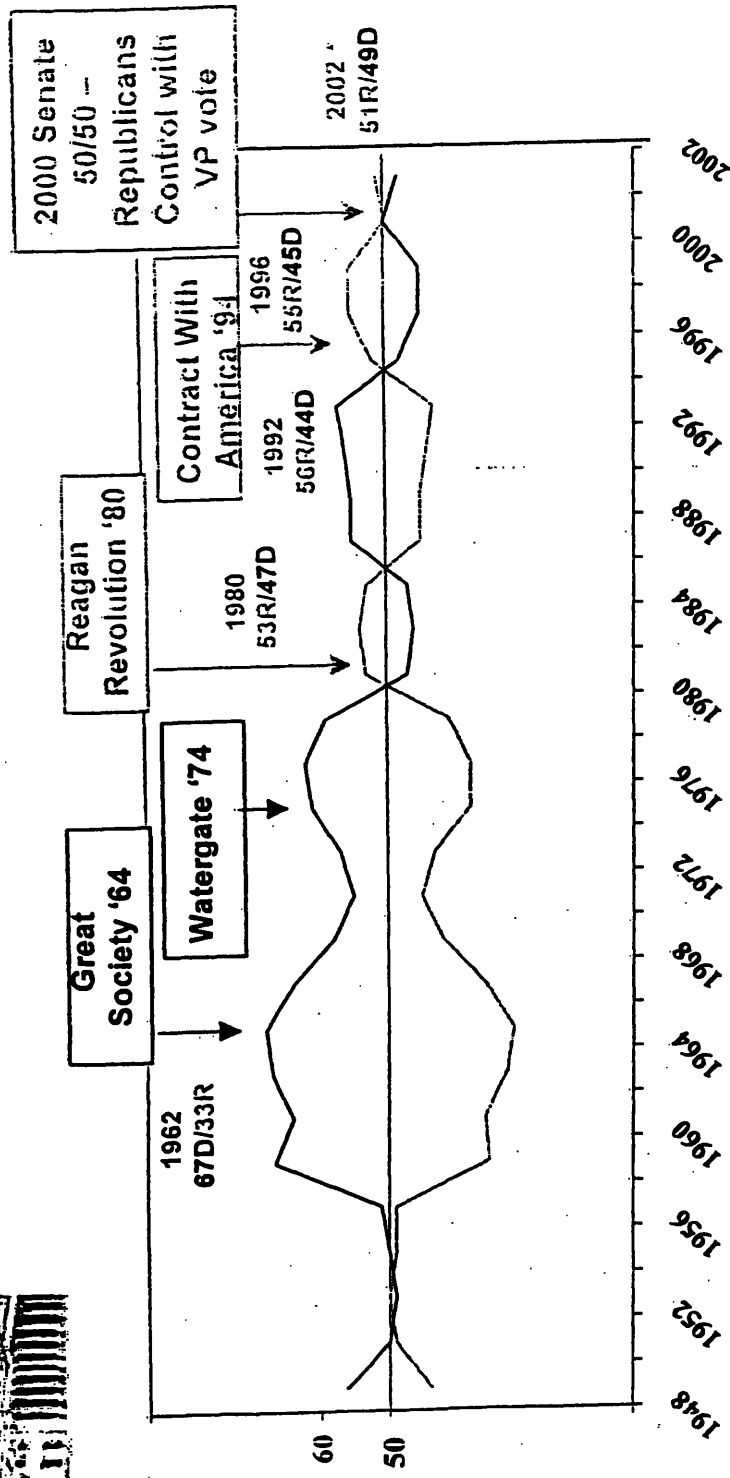 Great
Society '64
Reagan
Revolution '80
2000 Senate
50/50 –
Republicans
Control with
VP vote
Watergate '74
Contract With
America '94
1962
67D/33R
1980
53R/47D
1992
56R/44D
1996
55R/45D
2002
51R/49D
60
50
1948
1952
1956
1960
1964
1968
1972
1976
1980
1984
1988
1992
1996
2000
2002